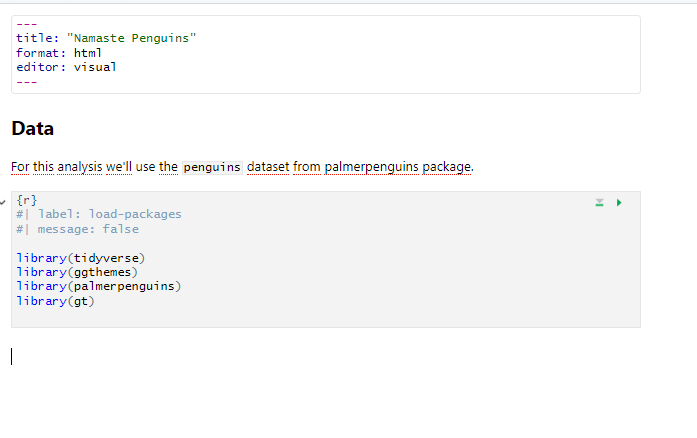 ---
title: "Namaste Penguins"
format: html
editor: visual
---
Data
For this analysis we'll use the penguins dataset from palmerpenguins package.
{r}
#| label: load-packages
#| message: false
library(tidyverse)
library(ggthemes)
library(palmerpenguins)
library(gt)